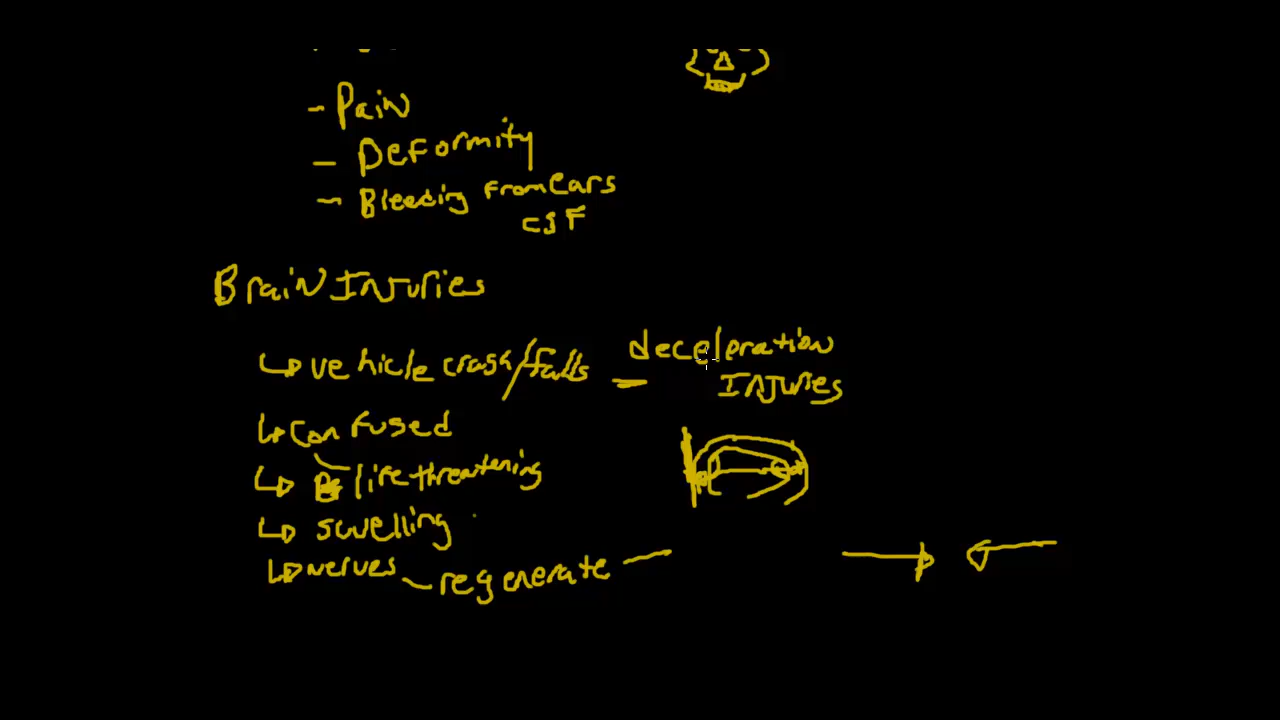 - Pain
- Deformity
- Bleeding from Ears
CSF
Brain Injuries
vehicle crash/falls - deceleration
Injuries
Confused
life threatening
swelling
nerves - regenerate -